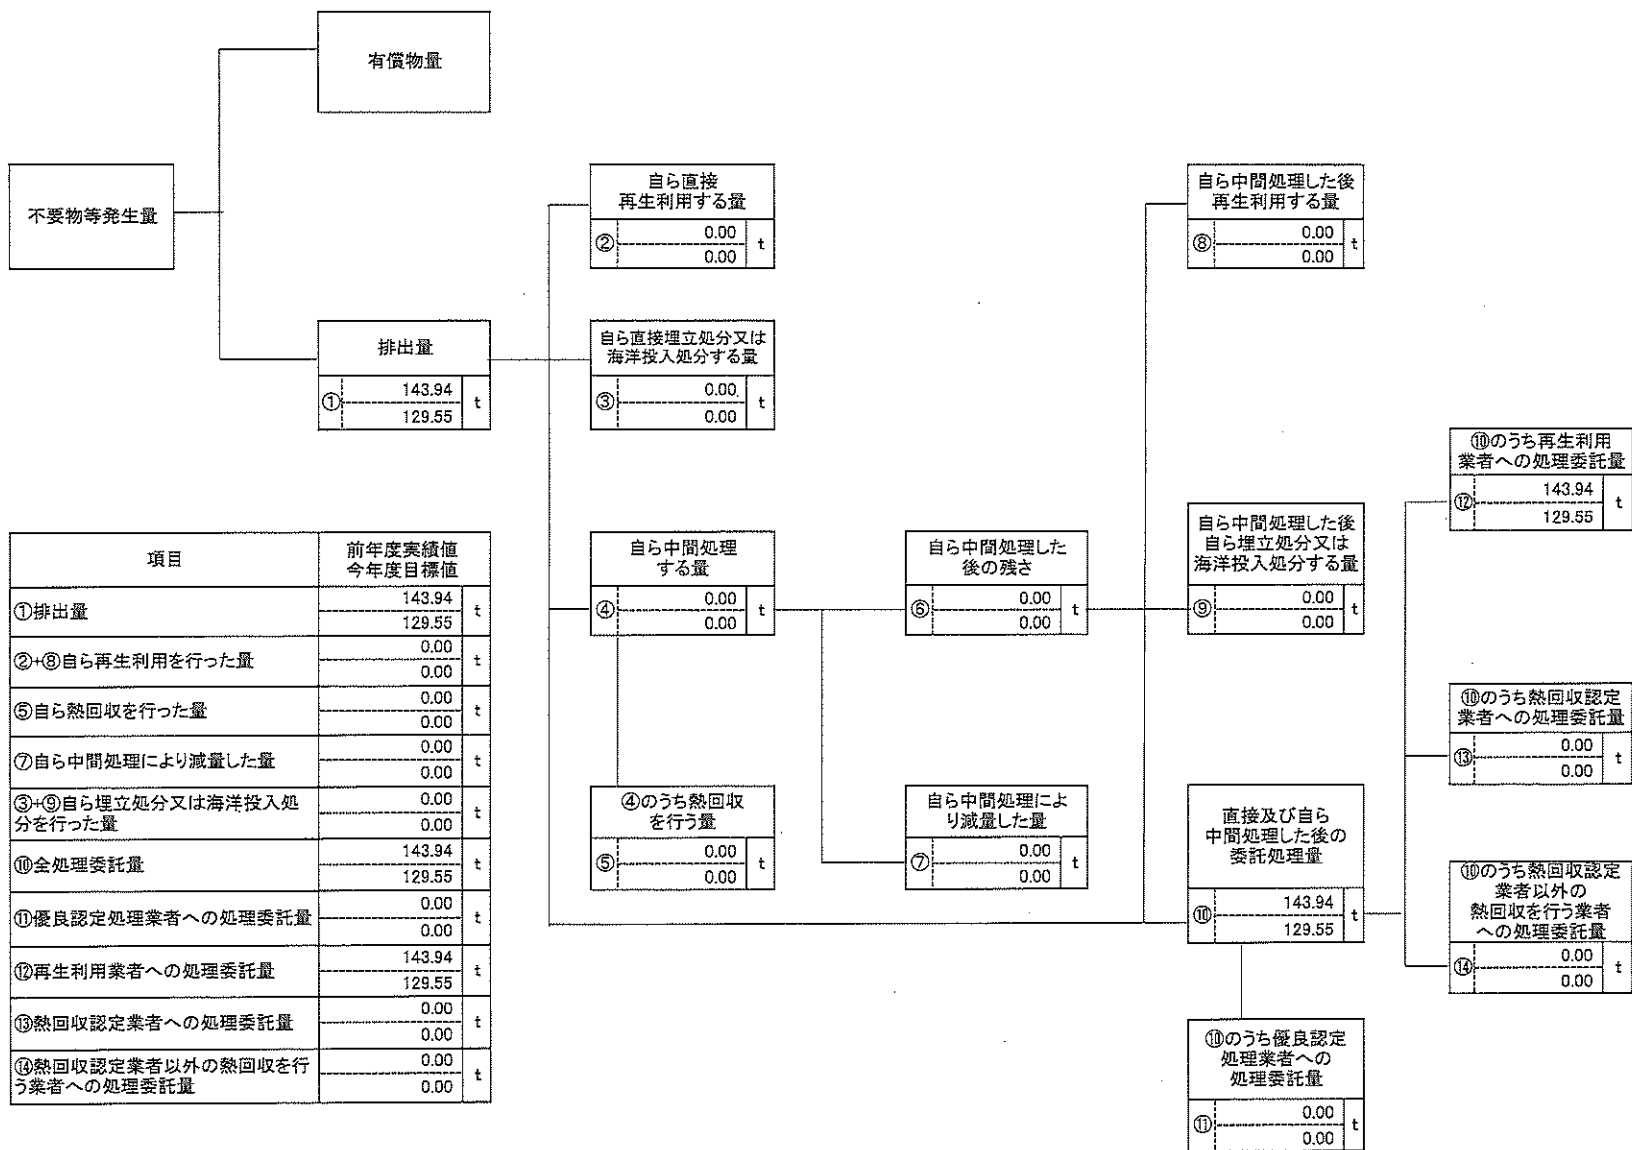 有償物量
不要物等発生量
排出量
①
143.94
129.55
t
自ら直接
再生利用する量
②
0.00
0.00
t
自ら直接埋立処分又は
海洋投入処分する量
③
0.00
0.00
t
自ら中間処理
する量
④
0.00
0.00
t
④のうち熱回収
を行う量
⑤
0.00
0.00
t
自ら中間処理した
後の残さ
⑥
0.00
0.00
t
自ら中間処理によ
り減量した量
⑦
0.00
0.00
t
自ら中間処理した後
再生利用する量
⑧
0.00
0.00
t
自ら中間処理した後
自ら埋立処分又は
海洋投入処分する量
⑨
0.00
0.00
t
直接及び自ら
中間処理した後の
委託処理量
⑩
143.94
129.55
t
⑩のうち優良認定
処理業者への
処理委託量
⑪
0.00
0.00
t
⑩のうち再生利用
業者への処理委託量
⑫
143.94
129.55
t
⑩のうち熱回収認定
業者への処理委託量
⑬
0.00
0.00
t
⑩のうち熱回収認定
業者以外の
熱回収を行う業者
への処理委託量
⑭
0.00
0.00
t
項目
前年度実績値
今年度目標値
①排出量
143.94
129.55
t
②+⑧自ら再生利用を行った量
0.00
0.00
t
⑤自ら熱回収を行った量
0.00
0.00
t
⑦自ら中間処理により減量した量
0.00
0.00
t
③+⑨自ら埋立処分又は海洋投入処
分を行った量
0.00
0.00
t
⑩全処理委託量
143.94
129.55
t
⑪優良認定処理業者への処理委託量
0.00
0.00
t
⑫再生利用業者への処理委託量
143.94
129.55
t
⑬熱回収認定業者への処理委託量
0.00
0.00
t
⑭熱回収認定業者以外の熱回収を行
う業者への処理委託量
0.00
0.00
t